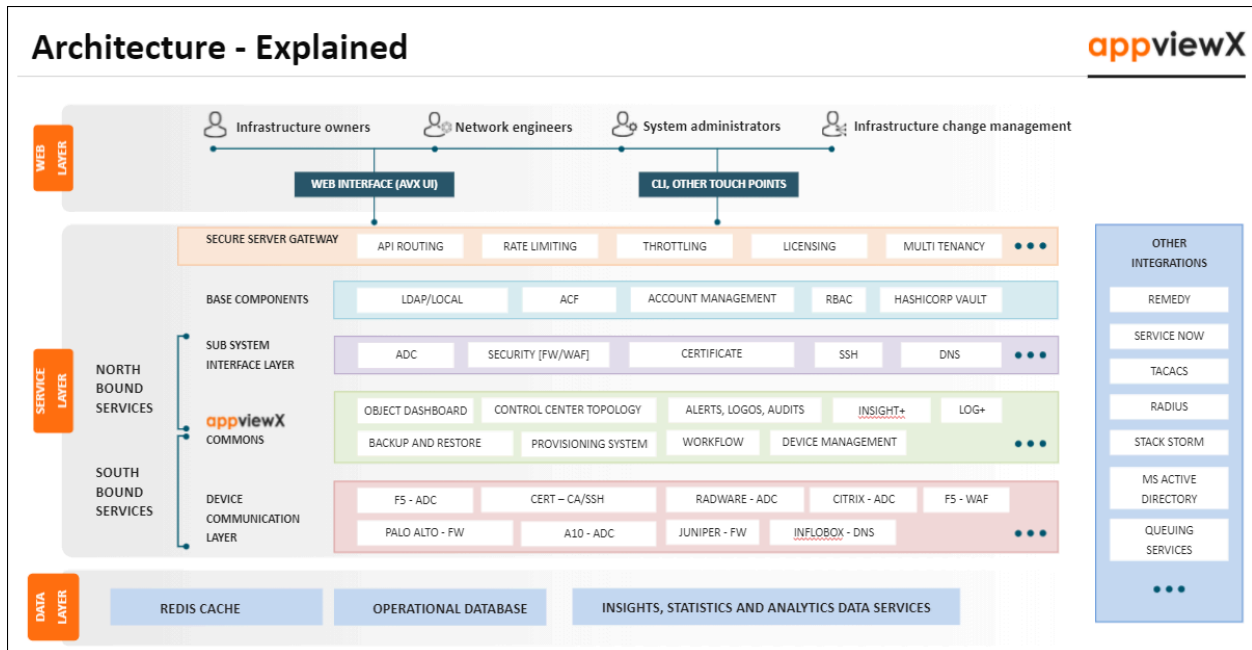 Architecture - Explained
appviewX
WEB
LAYER
Infrastructure owners
Network engineers
System administrators
Infrastructure change management
WEB INTERFACE (AVX UI)
CLI, OTHER TOUCH POINTS
SERVICE
LAYER
NORTH
BOUND
SERVICES
SOUTH
BOUND
SERVICES
SECURE SERVER GATEWAY
API ROUTING
RATE LIMITING
THROTTLING
LICENSING
MULTI TENANCY
BASE COMPONENTS
LDAP/LOCAL
ACF
ACCOUNT MANAGEMENT
RBAC
HASHICORP VAULT
SUB SYSTEM
INTERFACE LAYER
ADC
SECURITY [FW/WAF]
CERTIFICATE
SSH
DNS
appviewX
COMMONS
OBJECT DASHBOARD
CONTROL CENTER TOPOLOGY
ALERTS, LOGOS, AUDITS
INSIGHT+
LOG+
BACKUP AND RESTORE
PROVISIONING SYSTEM
WORKFLOW
DEVICE MANAGEMENT
DEVICE
COMMUNICATION
LAYER
F5 - ADC
CERT – CA/SSH
RADWARE - ADC
CITRIX - ADC
F5 - WAF
PALO ALTO - FW
A10 - ADC
JUNIPER - FW
INFLOBOX - DNS
OTHER
INTEGRATIONS
REMEDY
SERVICE NOW
TACACS
RADIUS
STACK STORM
MS ACTIVE
DIRECTORY
QUEUING
SERVICES
DATA
LAYER
REDIS CACHE
OPERATIONAL DATABASE
INSIGHTS, STATISTICS AND ANALYTICS DATA SERVICES